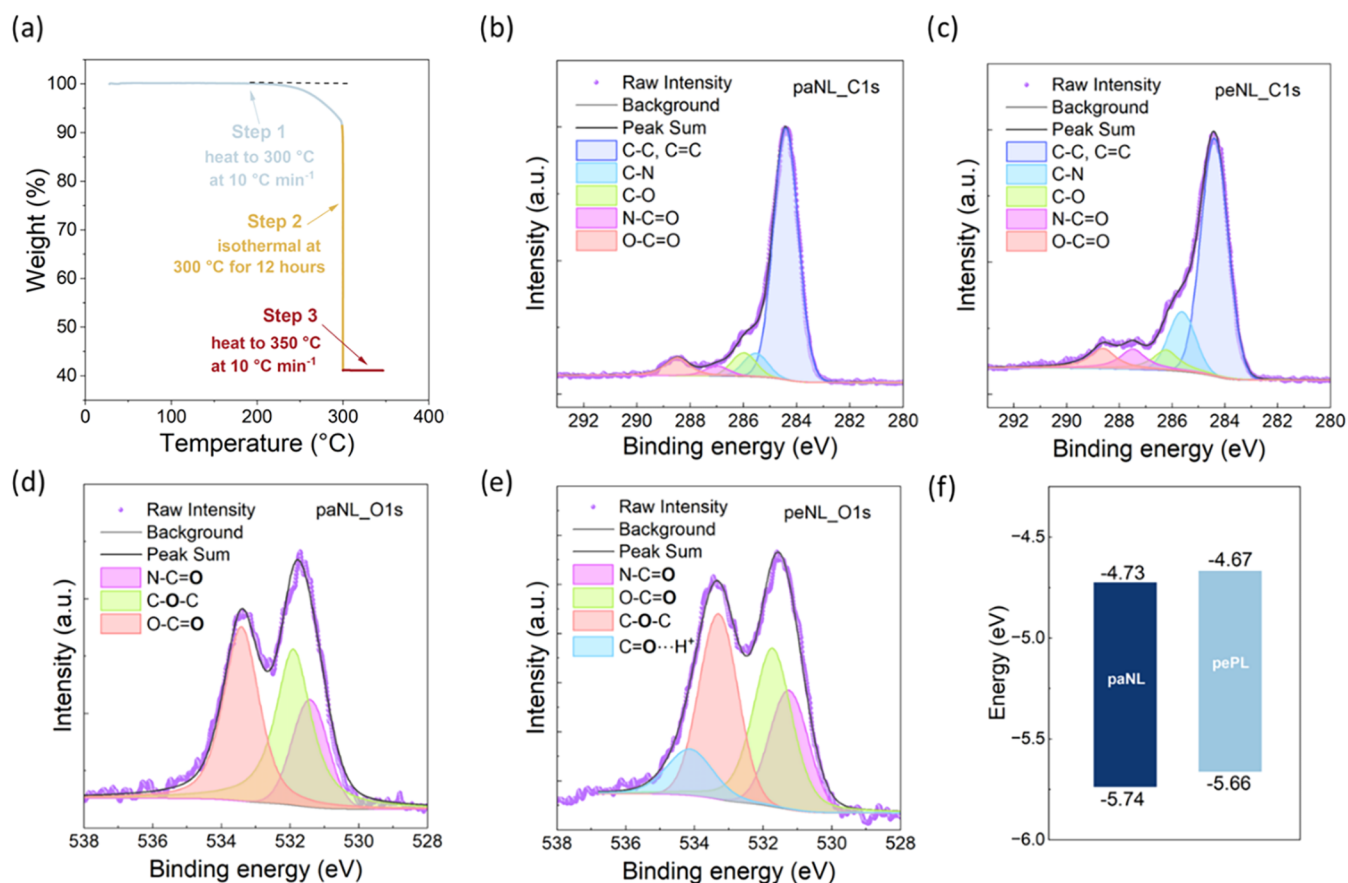 (a)
Weight (%)
100
90
80
70
60
50
40
Step 1
heat to 300 °C
at 10 °C min⁻¹
Step 2
isothermal at
300 °C for 12 hours
Step 3
heat to 350 °C
at 10 °C min⁻¹
0 100 200 300 400
Temperature (°C)
(b)
Intensity (a.u.)
Raw Intensity
Background
Peak Sum
C-C, C=C
C-N
C-O
N-C=O
O-C=O
paNL_C1s
292 290 288 286 284 282 280
Binding energy (eV)
(c)
Intensity (a.u.)
Raw Intensity
Background
Peak Sum
C-C, C=C
C-N
C-O
N-C=O
O-C=O
peNL_C1s
292 290 288 286 284 282 280
Binding energy (eV)
(d)
Intensity (a.u.)
Raw Intensity
Background
Peak Sum
N-C=O
C-O-C
O-C=O
paNL_O1s
538 536 534 532 530 528
Binding energy (eV)
(e)
Intensity (a.u.)
Raw Intensity
Background
Peak Sum
N-C=O
O-C=O
C-O-C
C=O···H⁺
peNL_O1s
538 536 534 532 530 528
Binding energy (eV)
(f)
Energy (eV)
−4.5
−5.0
−5.5
−6.0
-4.73
paNL
-5.74
-4.67
pePL
-5.66